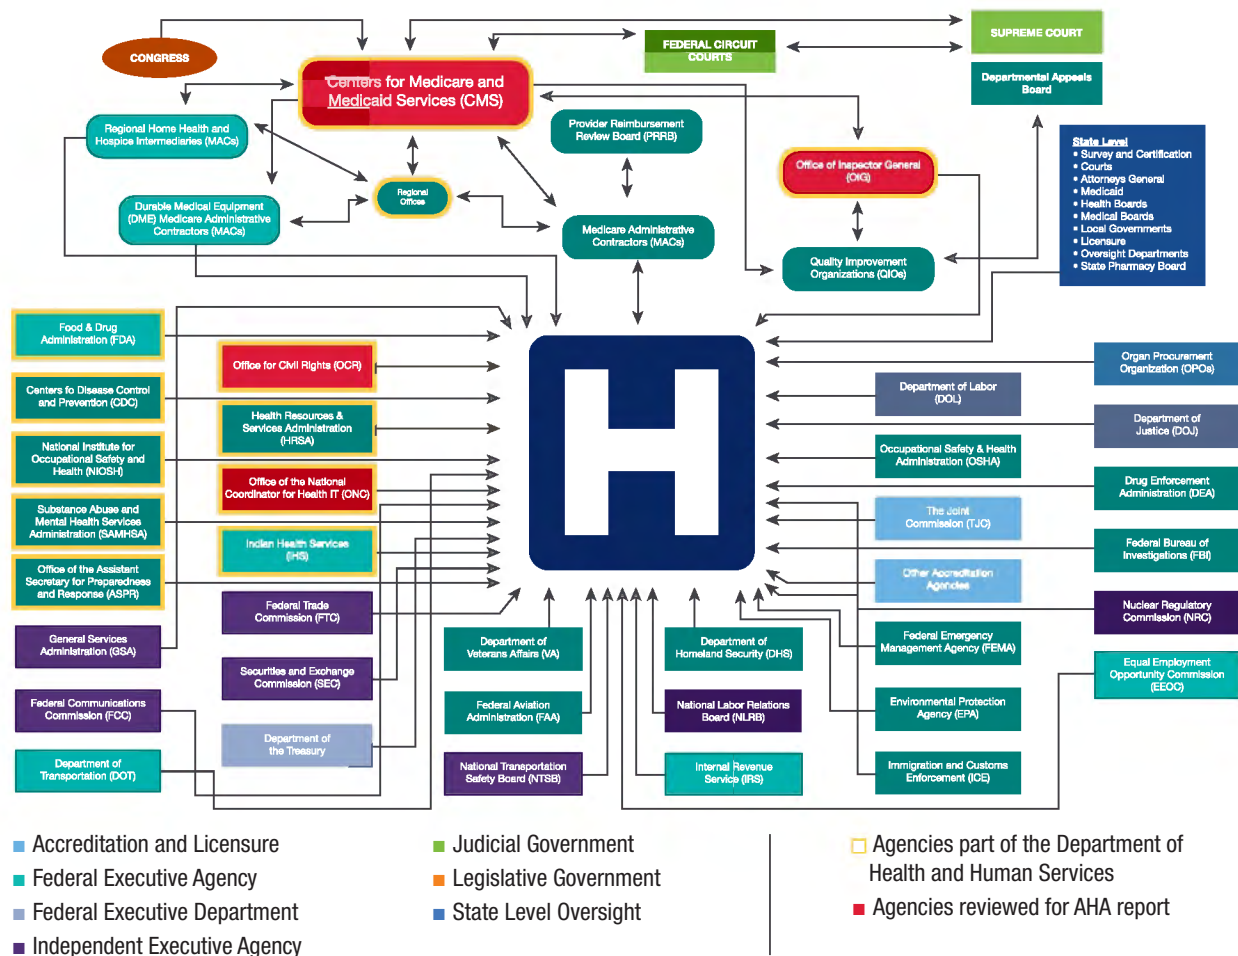 CONGRESS
FEDERAL CIRCUIT
COURTS
SUPREME COURT
Centers for Medicare and
Medicaid Services (CMS)
Departmental Appeals
Board
Regional Home Health and
Hospice Intermediaries (MACs)
Provider Reimbursement
Review Board (PRRB)
Office of Inspector General
(OIG)
State Level
• Survey and Certification
• Courts
• Attorneys General
• Medicaid
• Health Boards
• Medical Boards
• Local Governments
• Licensure
• Oversight Departments
• State Pharmacy Board
Regional
Offices
Durable Medical Equipment
(DME) Medicare Administrative
Contractors (MACs)
Medicare Administrative
Contractors (MACs)
Quality Improvement
Organizations (QIOs)
Food & Drug
Administration (FDA)
Centers fo Disease Control
and Prevention (CDC)
National Institute for
Occupational Safety and
Health (NIOSH)
Substance Abuse and
Mental Health Services
Administration (SAMHSA)
Office of the Assistant
Secretary for Preparedness
and Response (ASPR)
General Services
Administration (GSA)
Federal Communications
Commission (FCC)
Department of
Transportation (DOT)
Office for Civil Rights (OCR)
Health Resources &
Services Administration
(HRSA)
Office of the National
Coordinator for Health IT (ONC)
Indian Health Services
(IHS)
Federal Trade
Commission (FTC)
Securities and Exchange
Commission (SEC)
Department of
the Treasury
H
Department of
Veterans Affairs (VA)
Federal Aviation
Administration (FAA)
National Transportation
Safety Board (NTSB)
Department of
Homeland Security (DHS)
National Labor Relations
Board (NLRB)
Internal Revenue
Service (IRS)
Department of Labor
(DOL)
Occupational Safety & Health
Administration (OSHA)
The Joint
Commission (TJC)
Other Accreditation
Agencies
Federal Emergency
Management Agency (FEMA)
Environmental Protection
Agency (EPA)
Immigration and Customs
Enforcement (ICE)
Organ Procurement
Organization (OPOs)
Department of
Justice (DOJ)
Drug Enforcement
Administration (DEA)
Federal Bureau of
Investigations (FBI)
Nuclear Regulatory
Commission (NRC)
Equal Employment
Opportunity Commission
(EEOC)
Accreditation and Licensure
Federal Executive Agency
Federal Executive Department
Independent Executive Agency
Judicial Government
Legislative Government
State Level Oversight
Agencies part of the Department of
Health and Human Services
Agencies reviewed for AHA report